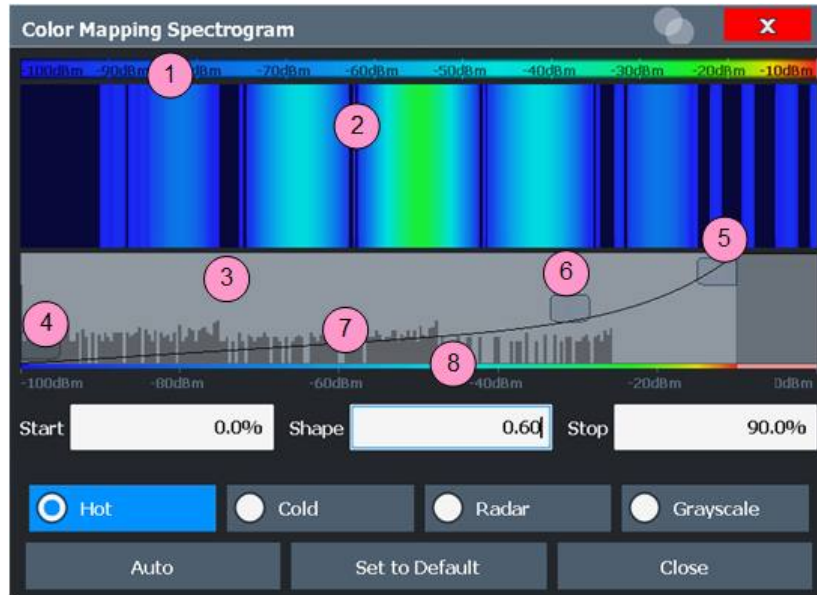 Color Mapping Spectrogram X
-100dBm -90dBm 1 dBm -70dBm -60dBm -50dBm -40dBm -30dBm -20dBm -10dBm
2
5
3 6
4 7
8
-100dBm -80dBm -60dBm -40dBm -20dBm 0dBm
Start 0.0% Shape 0.60 Stop 90.0%
Hot Cold Radar Grayscale
Auto Set to Default Close